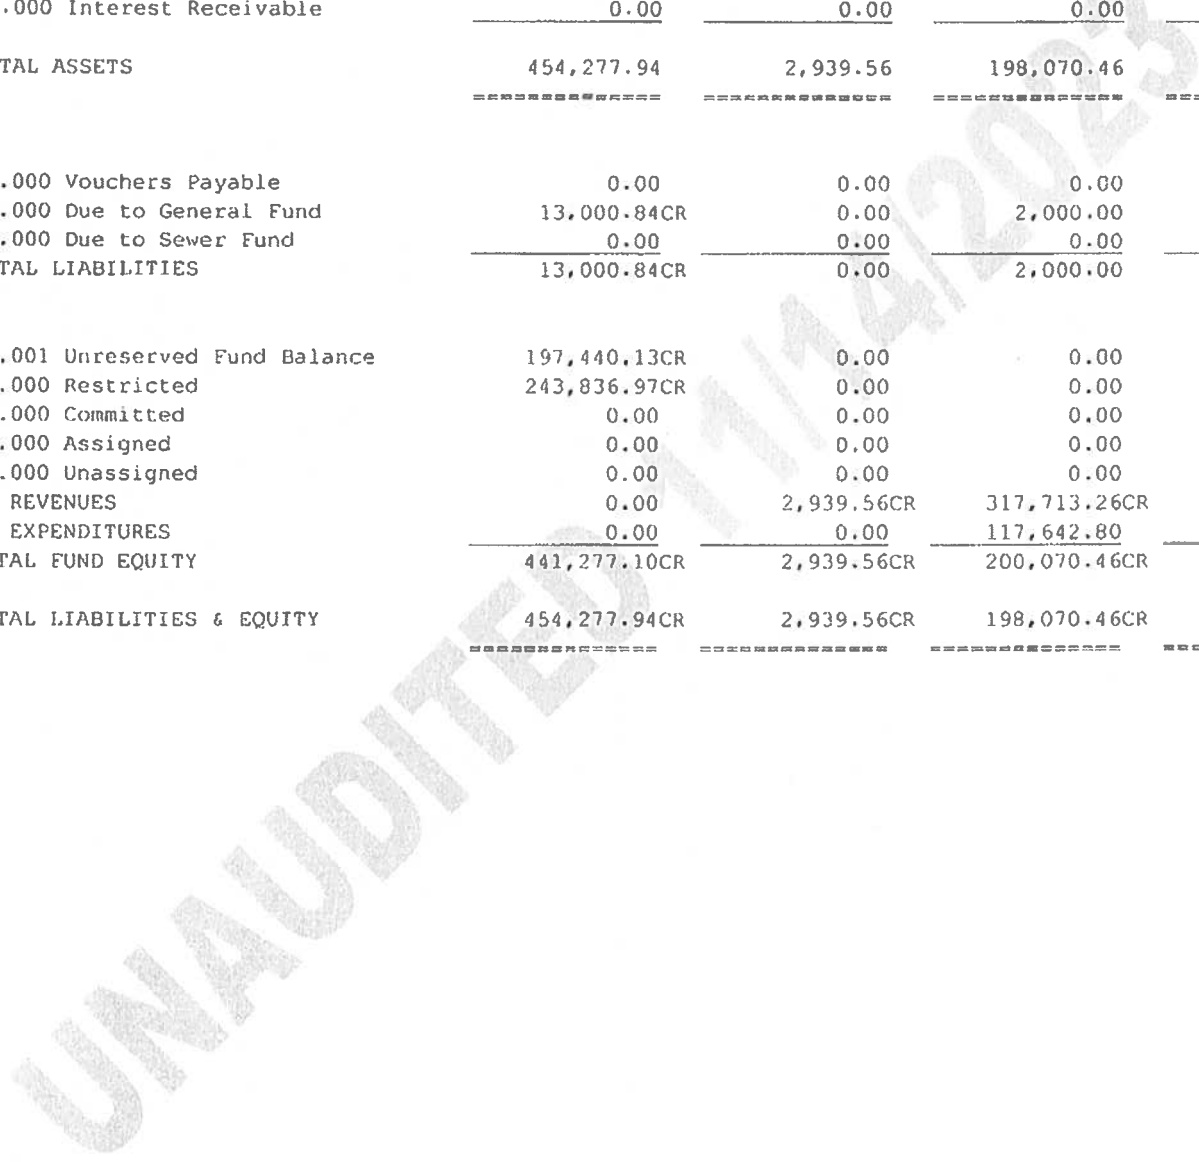 .000 Interest Receivable 0.00 0.00 0.00
TAL ASSETS 454,277.94 2,939.56 198,070.46
============== ============== ============== ===
.000 Vouchers Payable 0.00 0.00 0.00
.000 Due to General Fund 13,000.84CR 0.00 2,000.00
.000 Due to Sewer Fund 0.00 0.00 0.00
TAL LIABILITIES 13,000.84CR 0.00 2,000.00
.001 Unreserved Fund Balance 197,440.13CR 0.00 0.00
.000 Restricted 243,836.97CR 0.00 0.00
.000 Committed 0.00 0.00 0.00
.000 Assigned 0.00 0.00 0.00
.000 Unassigned 0.00 0.00 0.00
REVENUES 0.00 2,939.56CR 317,713.26CR
EXPENDITURES 0.00 0.00 117,642.80
TAL FUND EQUITY 441,277.10CR 2,939.56CR 200,070.46CR
TAL LIABILITIES & EQUITY 454,277.94CR 2,939.56CR 198,070.46CR
============== ============== ============== ===
UNAUDITED 11/14/2023